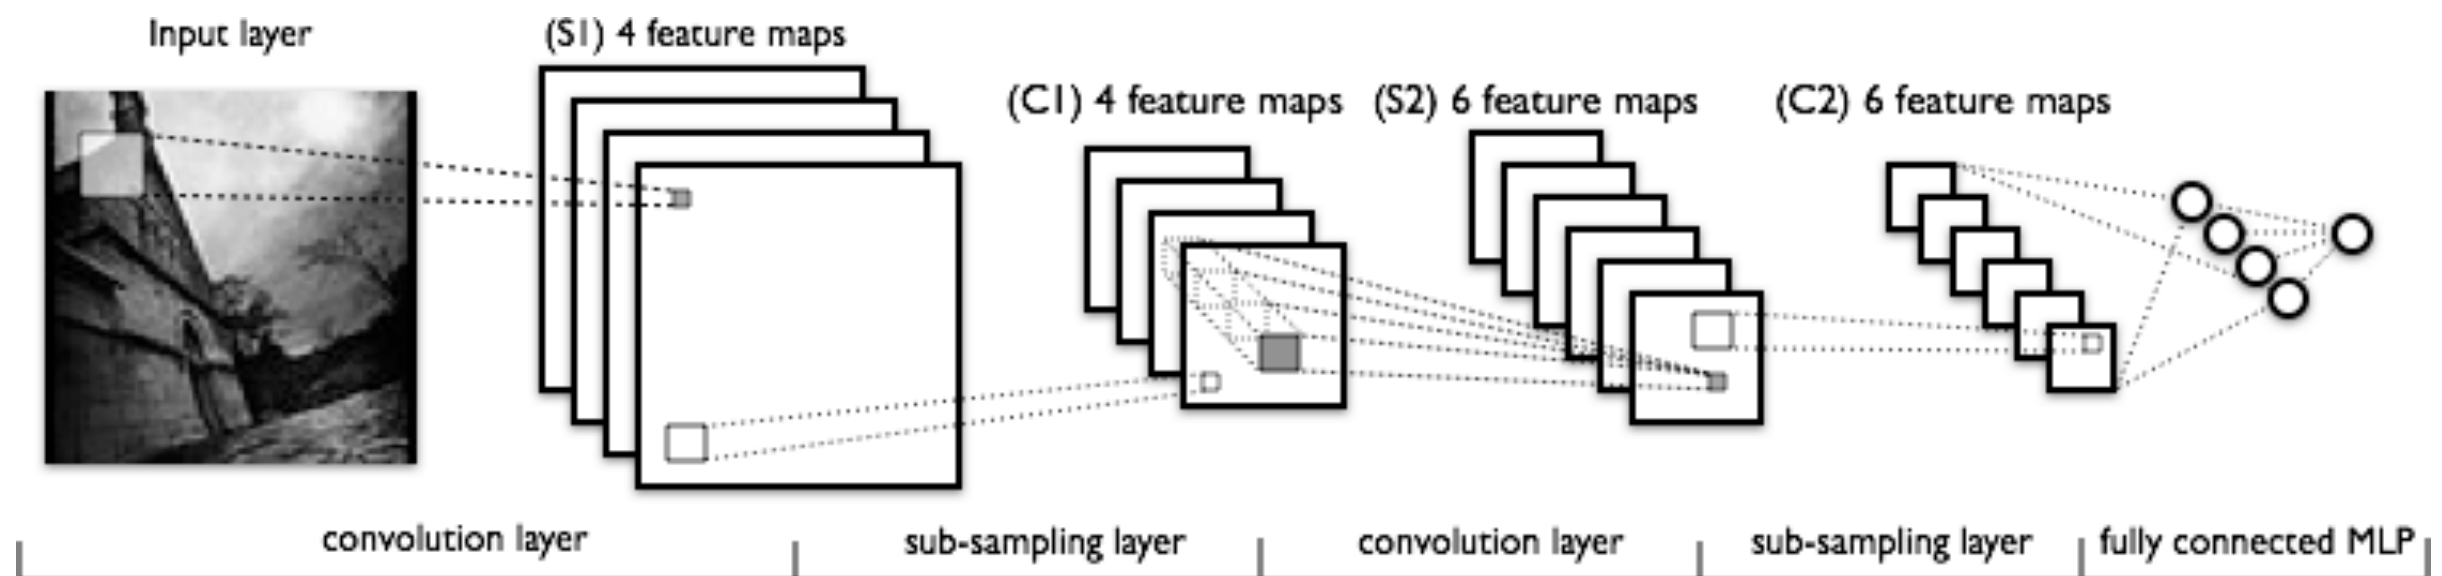 Input layer
(S1) 4 feature maps
(C1) 4 feature maps
(S2) 6 feature maps
(C2) 6 feature maps
convolution layer
sub-sampling layer
convolution layer
sub-sampling layer
fully connected MLP